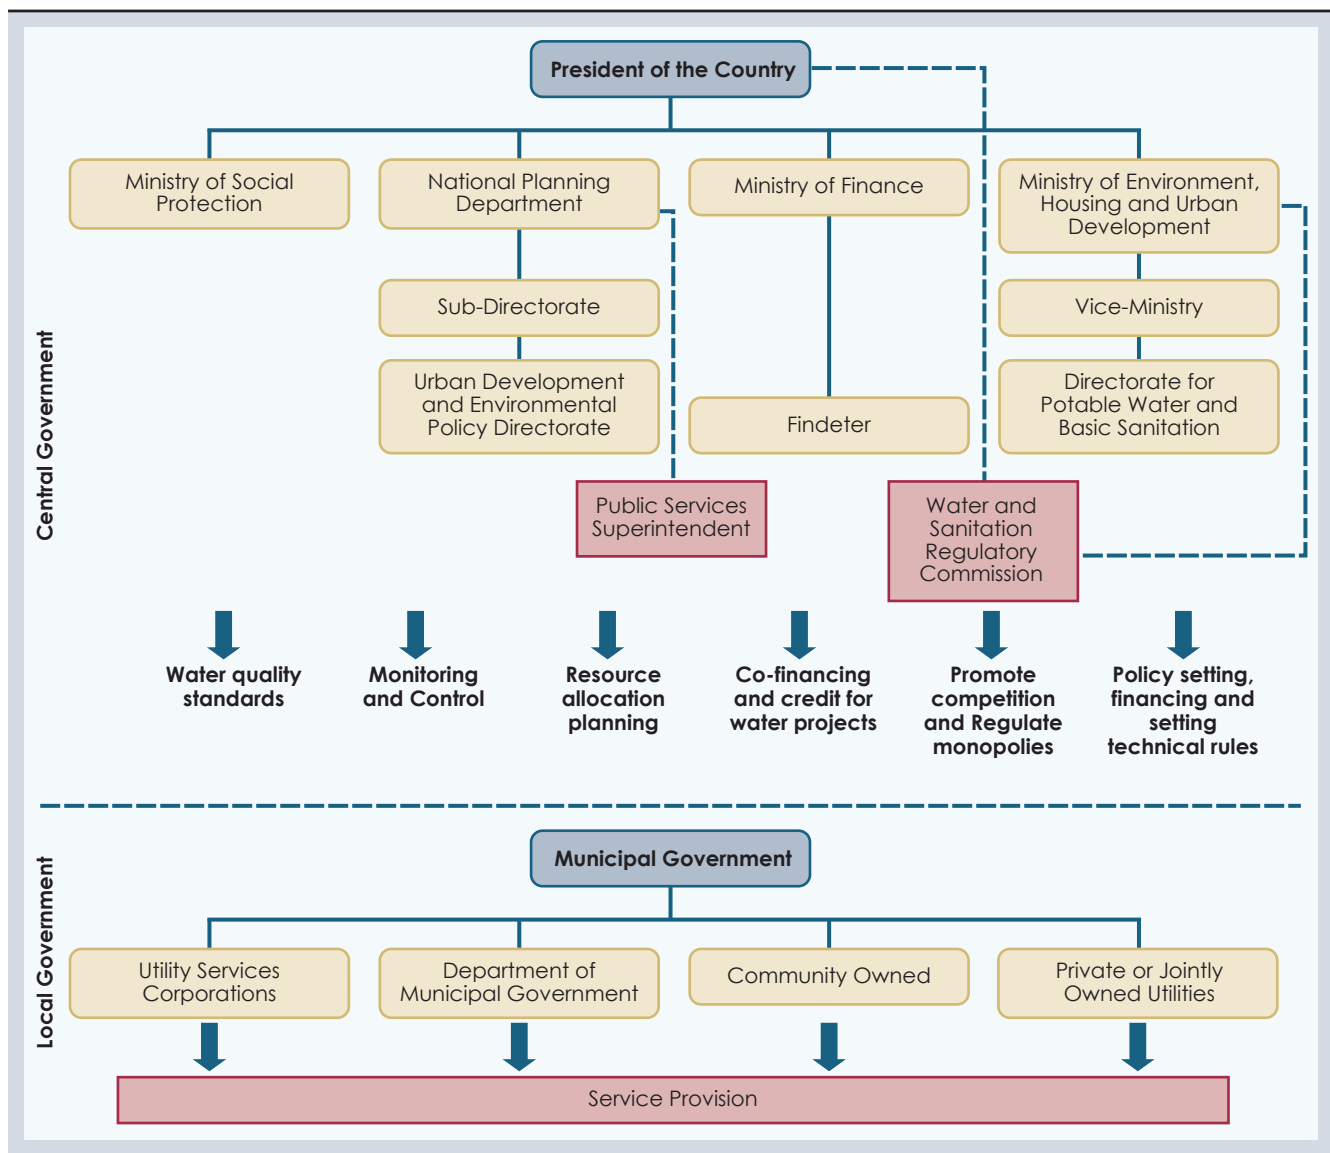 President of the Country
Ministry of Social
Protection
National Planning
Department
Ministry of Finance
Ministry of Environment,
Housing and Urban
Development
Sub-Directorate
Vice-Ministry
Urban Development
and Environmental
Policy Directorate
Findeter
Directorate for
Potable Water and
Basic Sanitation
Central Government
Public Services
Superintendent
Water and
Sanitation
Regulatory
Commission
Water quality
standards
Monitoring
and Control
Resource
allocation
planning
Co-financing
and credit for
water projects
Promote
competition
and Regulate
monopolies
Policy setting,
financing and
setting
technical rules
Local Government
Municipal Government
Utility Services
Corporations
Department of
Municipal Government
Community Owned
Private or Jointly
Owned Utilities
Service Provision